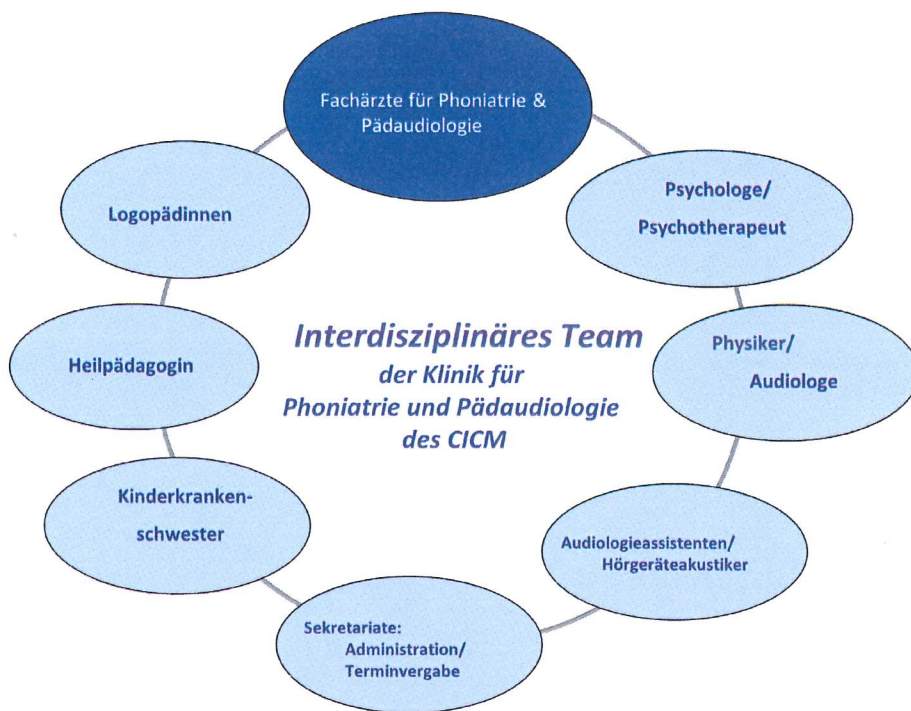 Fachärzte für Phoniatrie &
Pädaudiologie
Psychologe/
Psychotherapeut
Physiker/
Audiologe
Audiologieassistenten/
Hörgeräteakustiker
Sekretariate:
Administration/
Terminvergabe
Kinderkranken-
schwester
Heilpädagogin
Logopädinnen
Interdisziplinäres Team
der Klinik für
Phoniatrie und Pädaudiologie
des CICM